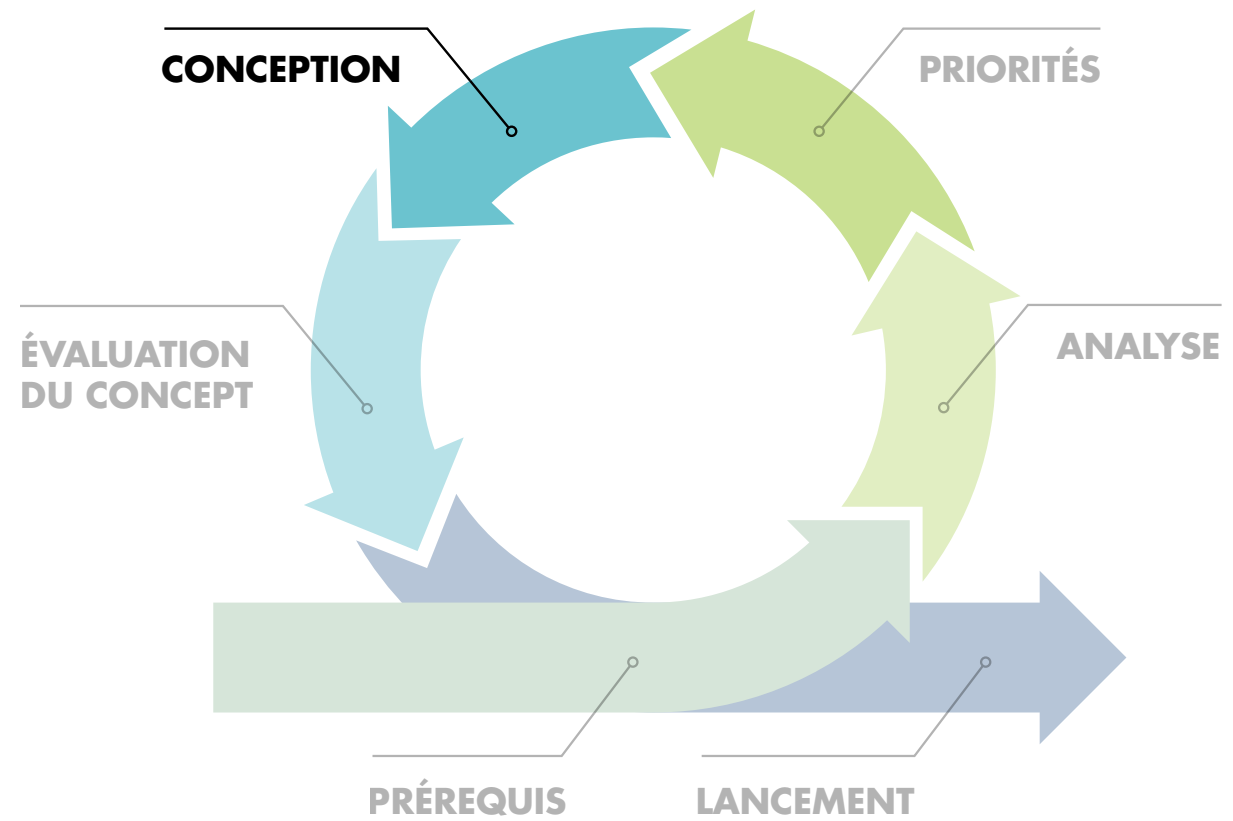 CONCEPTION
PRIORITÉS
ÉVALUATION
DU CONCEPT
ANALYSE
PRÉREQUIS
LANCEMENT